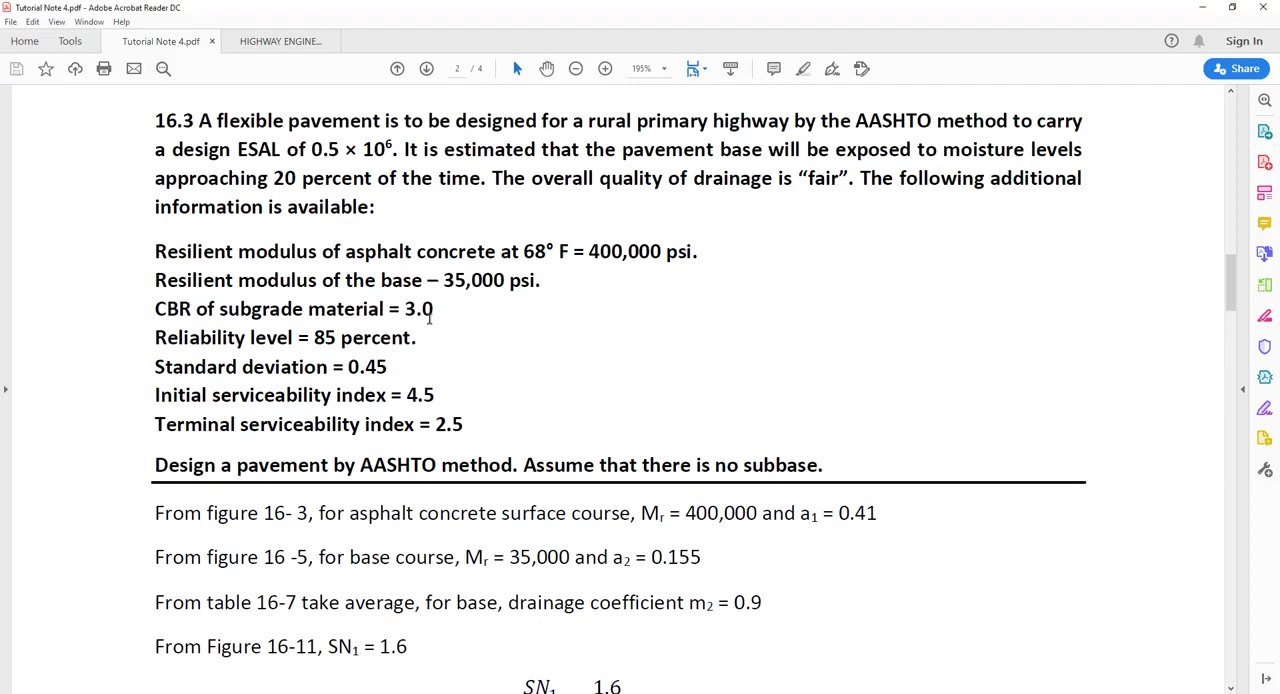 Tutorial Note 4.pdf - Adobe Acrobat Reader DC
File Edit View Window Help
Home Tools Tutorial Note 4.pdf × HIGHWAY ENGINE... Sign In
2 / 4 195% Share
16.3 A flexible pavement is to be designed for a rural primary highway by the AASHTO method to carry
a design ESAL of 0.5 × 10⁶. It is estimated that the pavement base will be exposed to moisture levels
approaching 20 percent of the time. The overall quality of drainage is “fair”. The following additional
information is available:
Resilient modulus of asphalt concrete at 68° F = 400,000 psi.
Resilient modulus of the base – 35,000 psi.
CBR of subgrade material = 3.0
Reliability level = 85 percent.
Standard deviation = 0.45
Initial serviceability index = 4.5
Terminal serviceability index = 2.5
Design a pavement by AASHTO method. Assume that there is no subbase.
From figure 16- 3, for asphalt concrete surface course, Mᵣ = 400,000 and a₁ = 0.41
From figure 16 -5, for base course, Mᵣ = 35,000 and a₂ = 0.155
From table 16-7 take average, for base, drainage coefficient m₂ = 0.9
From Figure 16-11, SN₁ = 1.6
SN₁ 1.6